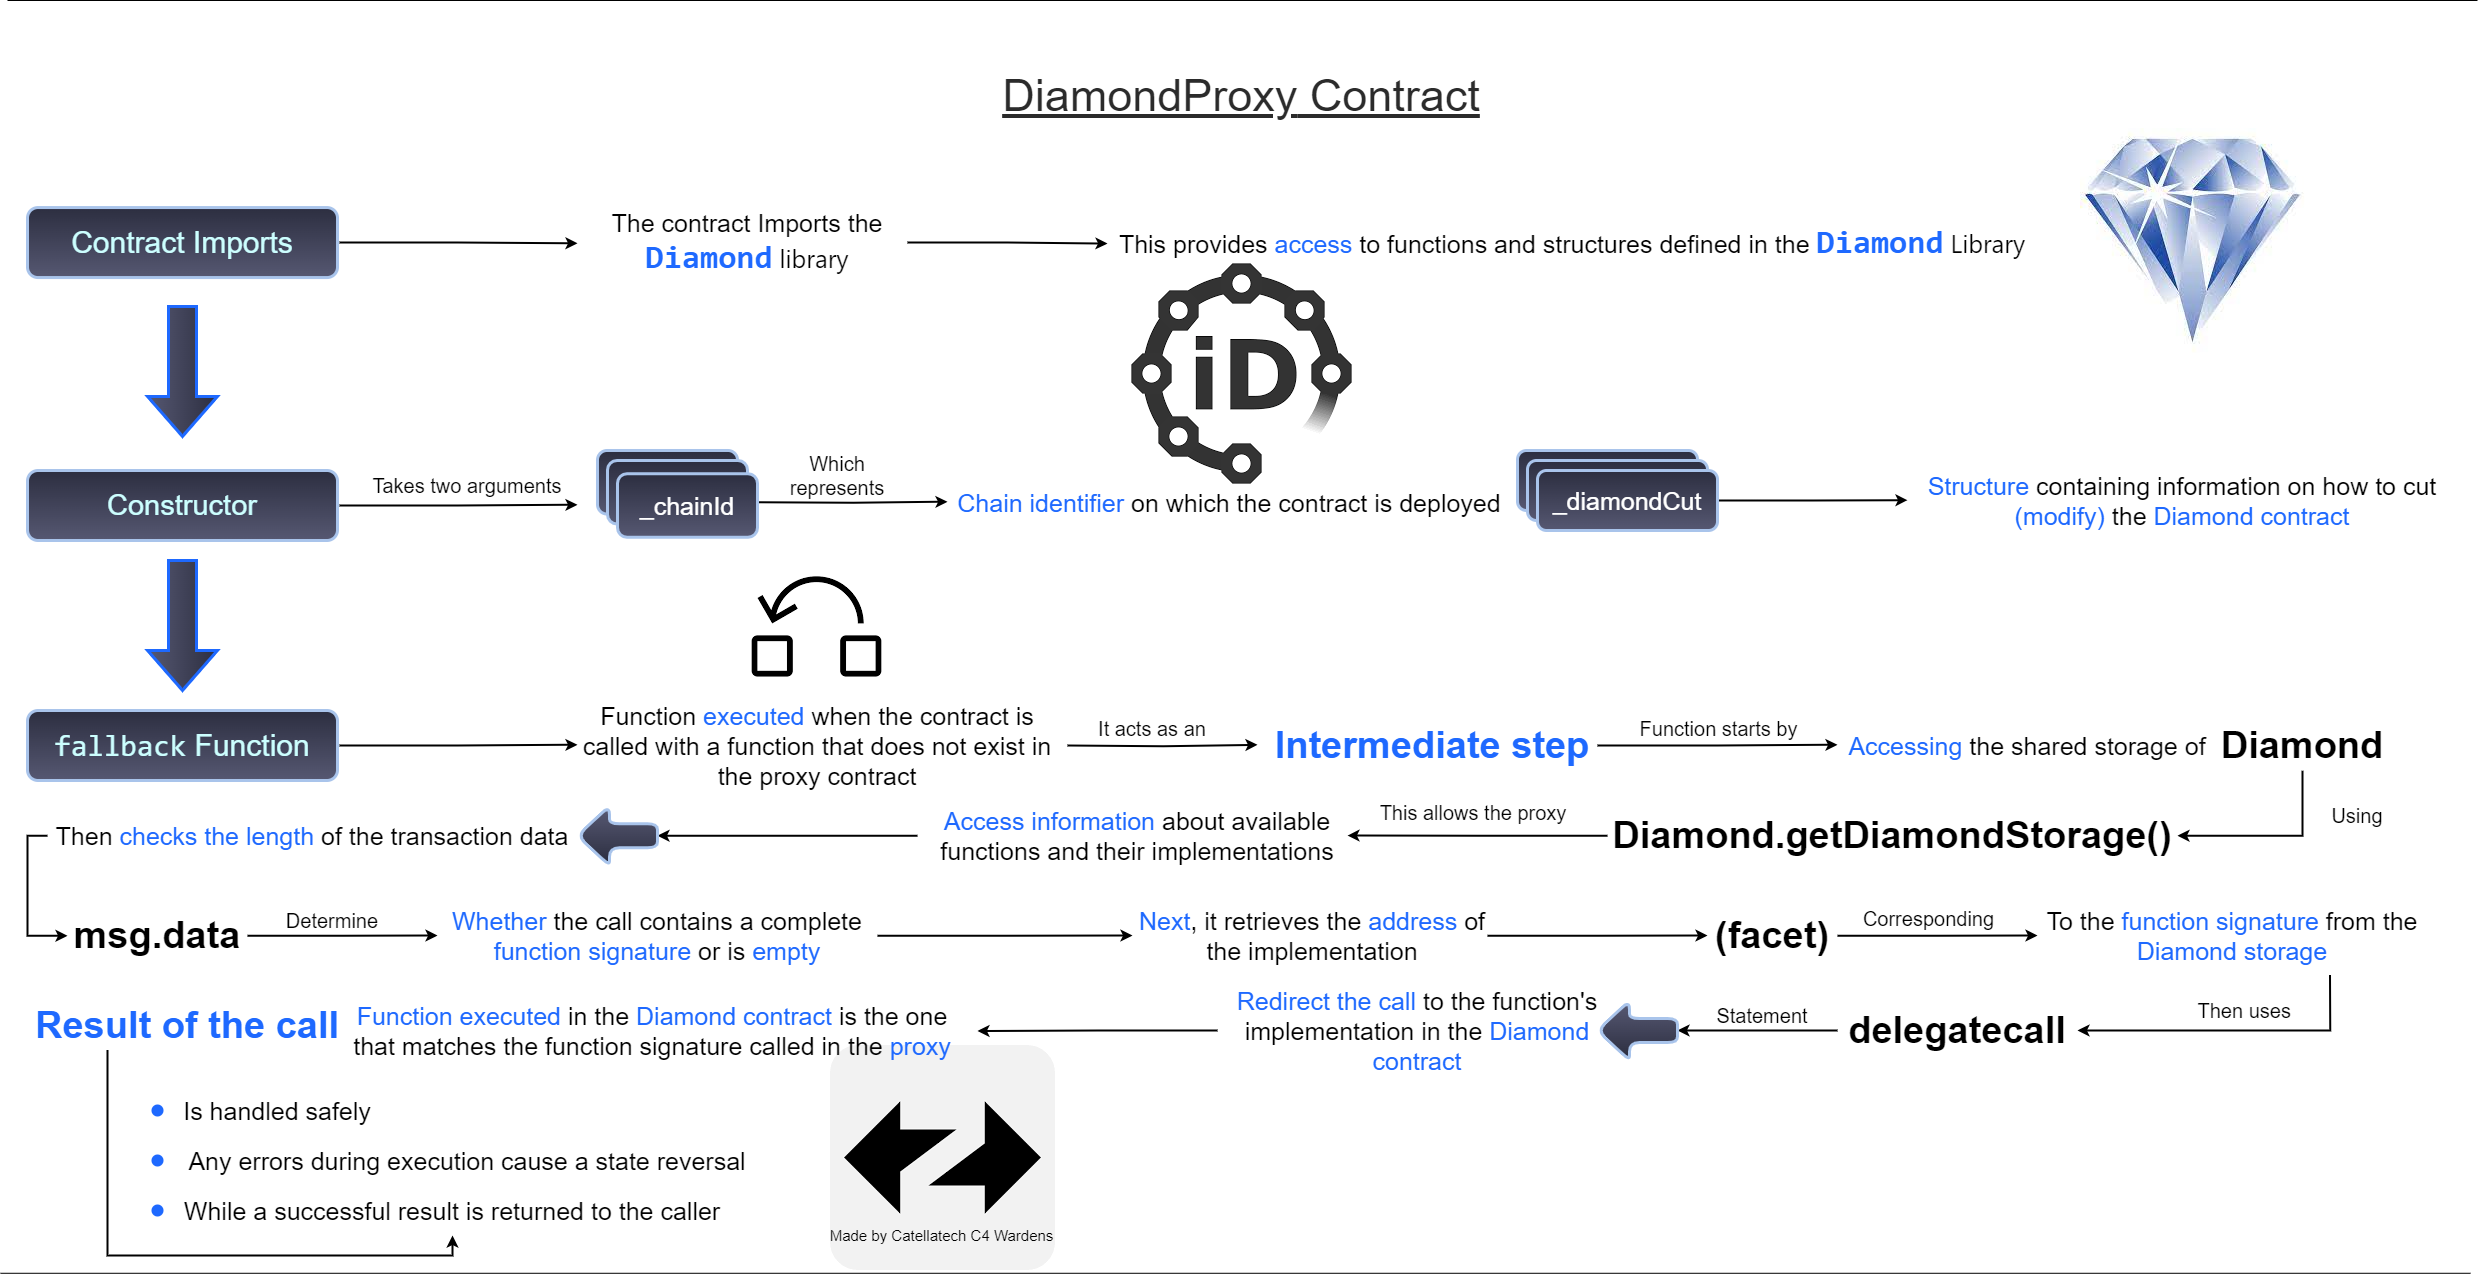 DiamondProxy Contract
Contract Imports
The contract Imports the
Diamond library
This provides access to functions and structures defined in the Diamond Library
iD
Constructor
Takes two arguments
_chainId
Which
represents
Chain identifier on which the contract is deployed
_diamondCut
Structure containing information on how to cut
(modify) the Diamond contract
fallback Function
Function executed when the contract is
called with a function that does not exist in
the proxy contract
It acts as an
Intermediate step
Function starts by
Accessing the shared storage of Diamond
Using
Diamond.getDiamondStorage()
This allows the proxy
Access information about available
functions and their implementations
Then checks the length of the transaction data
msg.data
Determine
Whether the call contains a complete
function signature or is empty
Next, it retrieves the address of
the implementation
(facet)
Corresponding
To the function signature from the
Diamond storage
Then uses
delegatecall
Statement
Redirect the call to the function's
implementation in the Diamond
contract
Function executed in the Diamond contract is the one
that matches the function signature called in the proxy
Result of the call
Is handled safely
Any errors during execution cause a state reversal
While a successful result is returned to the caller
Made by Catellatech C4 Wardens